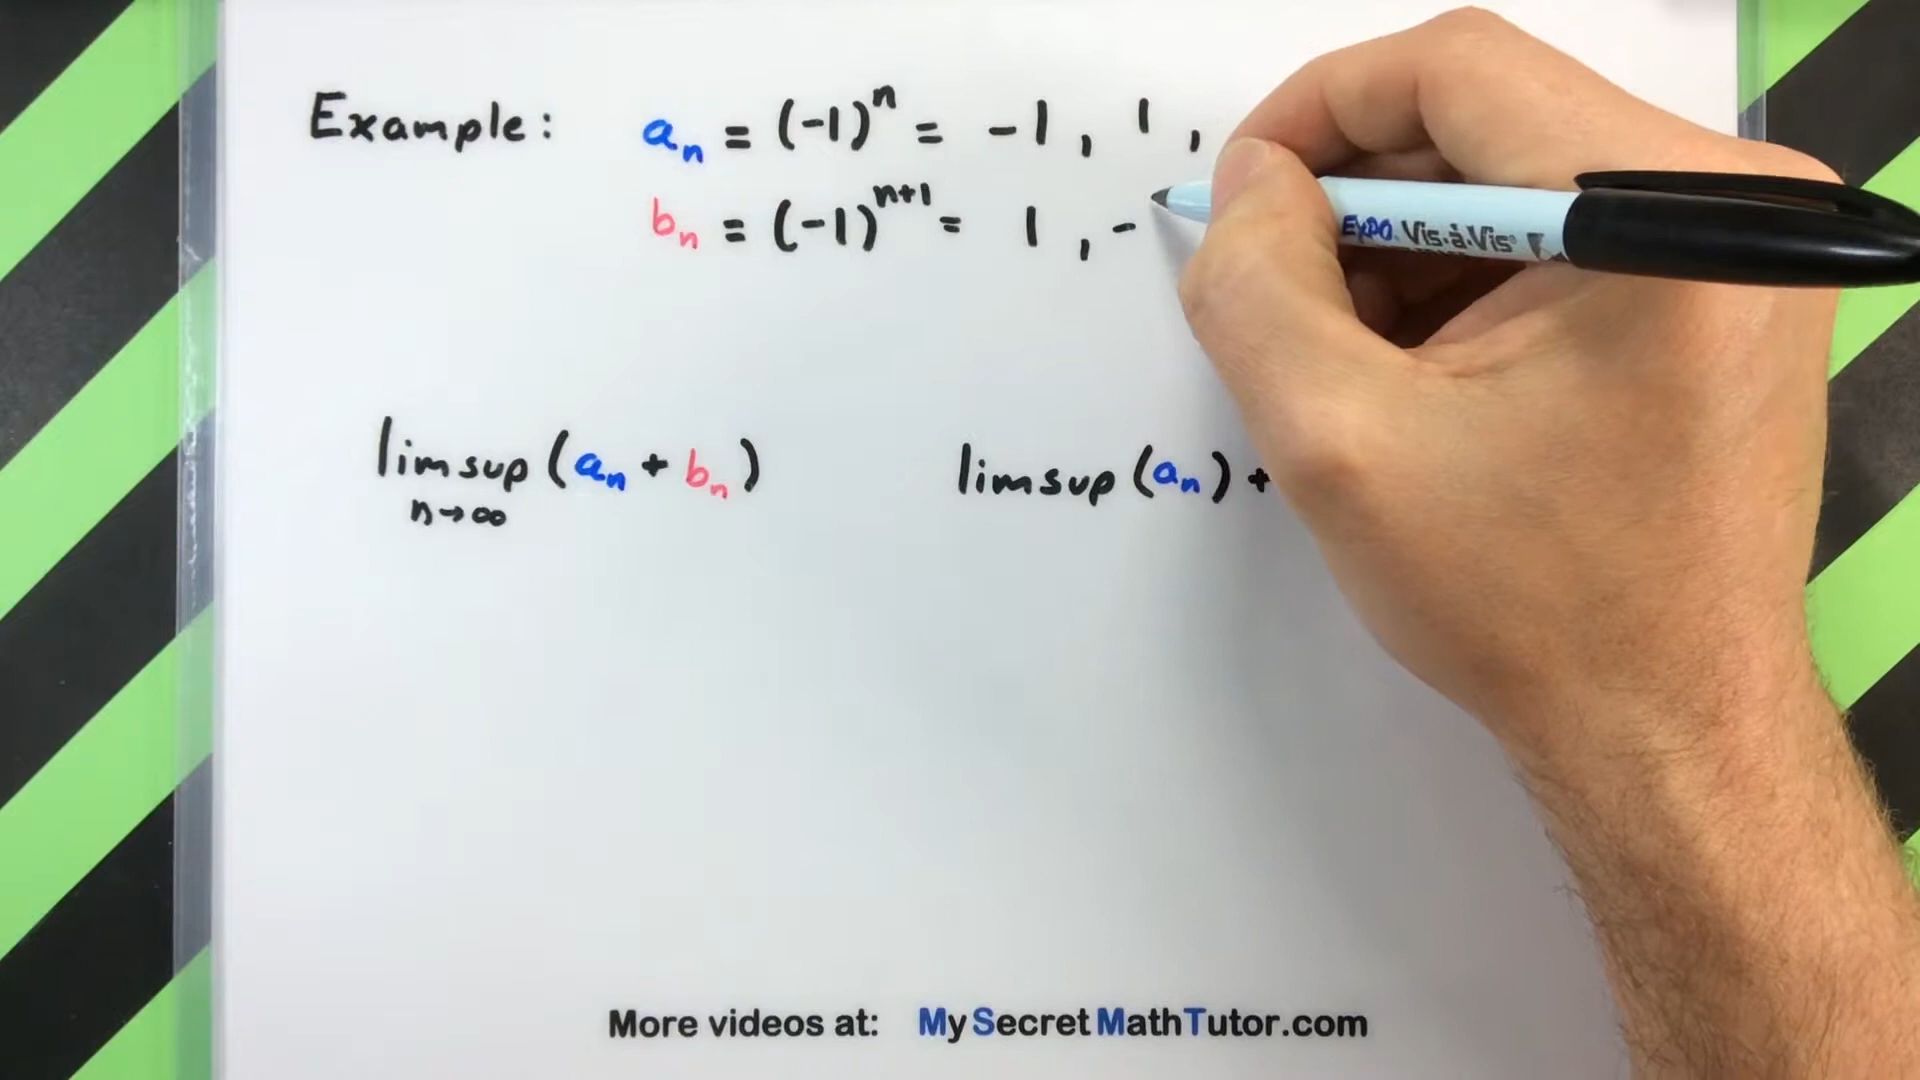 Example: aₙ = (-1)ⁿ = -1 , 1 ,
bₙ = (-1)ⁿ⁺¹ = 1 , -
EXPO. Vis-à-Vis®
lim sup (aₙ + bₙ) lim sup (aₙ) +
n→∞
More videos at: MySecretMathTutor.com